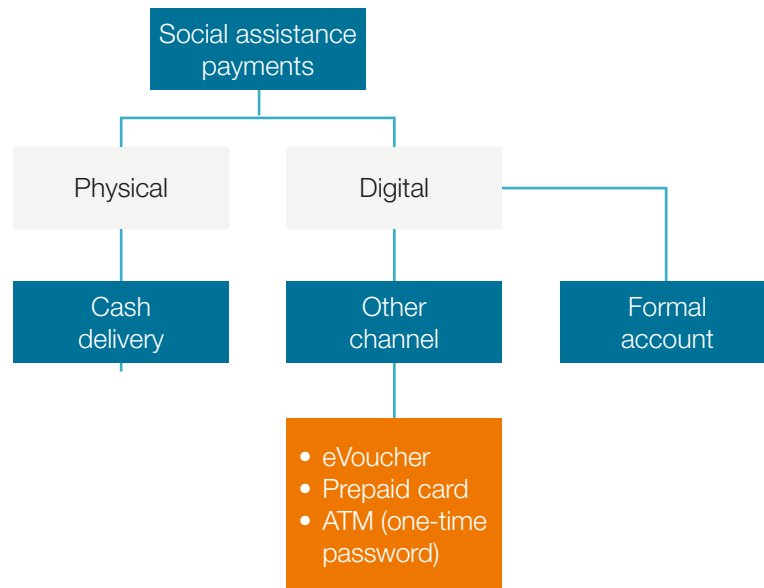 Social assistance
payments
Physical
Digital
Cash
delivery
Other
channel
Formal
account
• eVoucher
• Prepaid card
• ATM (one-time
password)